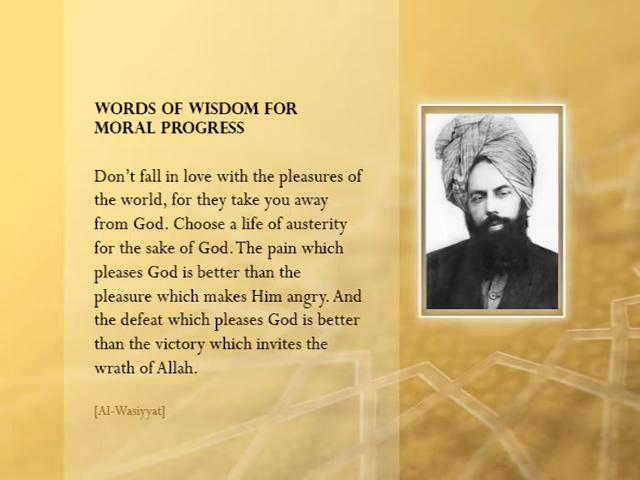 WORDS OF WISDOM FOR
MORAL PROGRESS
Don't fall in love with the pleasures of
the world, for they take you away
from God. Choose a life of austerity
for the sake of God. The pain which
pleases God is better than the
pleasure which makes Him angry. And
the defeat which pleases God is better
than the victory which invites the
wrath of Allah.
[Al-Wasiyyat]